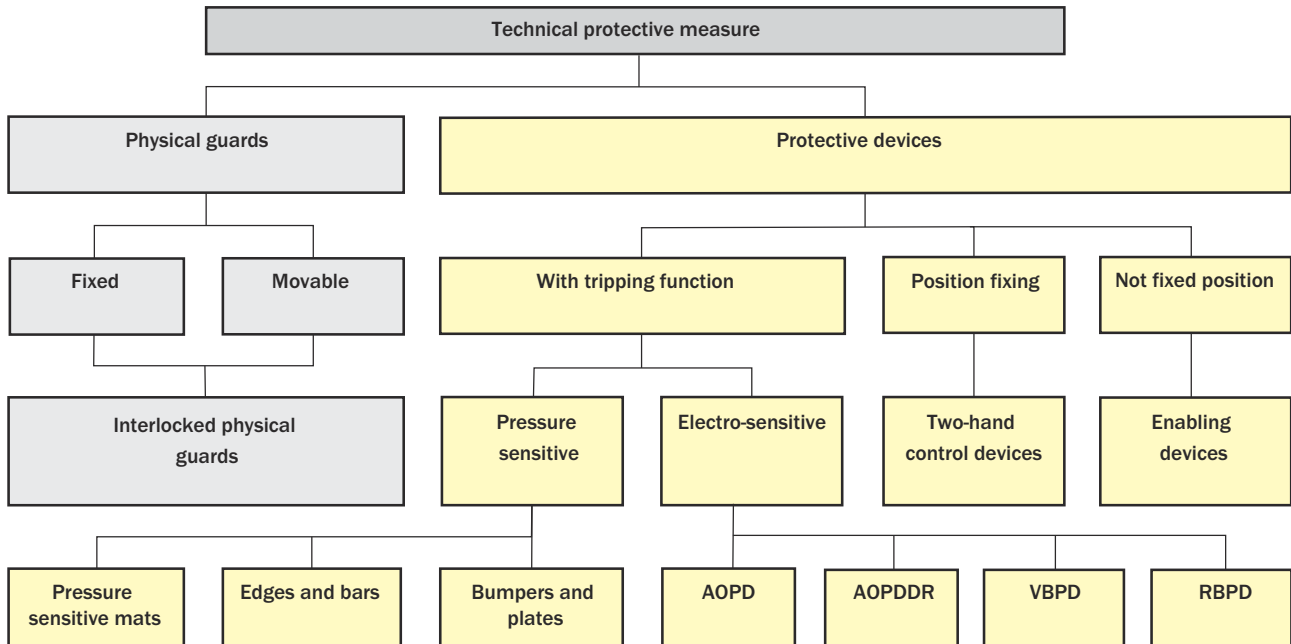 Technical protective measure
Physical guards
Protective devices
Fixed
Movable
With tripping function
Position fixing
Not fixed position
Interlocked physical
guards
Pressure
sensitive
Electro-sensitive
Two-hand
control devices
Enabling
devices
Pressure
sensitive mats
Edges and bars
Bumpers and
plates
AOPD
AOPDDR
VBPD
RBPD